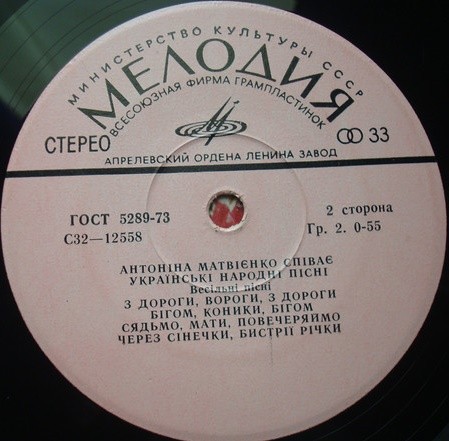 МИНИСТЕРСТВО КУЛЬТУРЫ СССР
МЕЛОДИЯ
ВСЕСОЮЗНАЯ ФИРМА ГРАМПЛАСТИНОК
СТЕРЕО
33
АПРЕЛЕВСКИЙ ОРДЕНА ЛЕНИНА ЗАВОД
ГОСТ 5289-73
С32—12558
2 сторона
Гр. 2. 0-55
АНТОНІНА МАТВІЄНКО СПІВАЄ
УКРАЇНСЬКІ НАРОДНІ ПІСНІ
Весільні пісні
З ДОРОГИ, ВОРОГИ, З ДОРОГИ
БІГОМ, КОНИКИ, БІГОМ
СЯДЬМО, МАТИ, ПОВЕЧЕРЯЙМО
ЧЕРЕЗ СІНЕЧКИ, БИСТРІЇ РІЧКИ